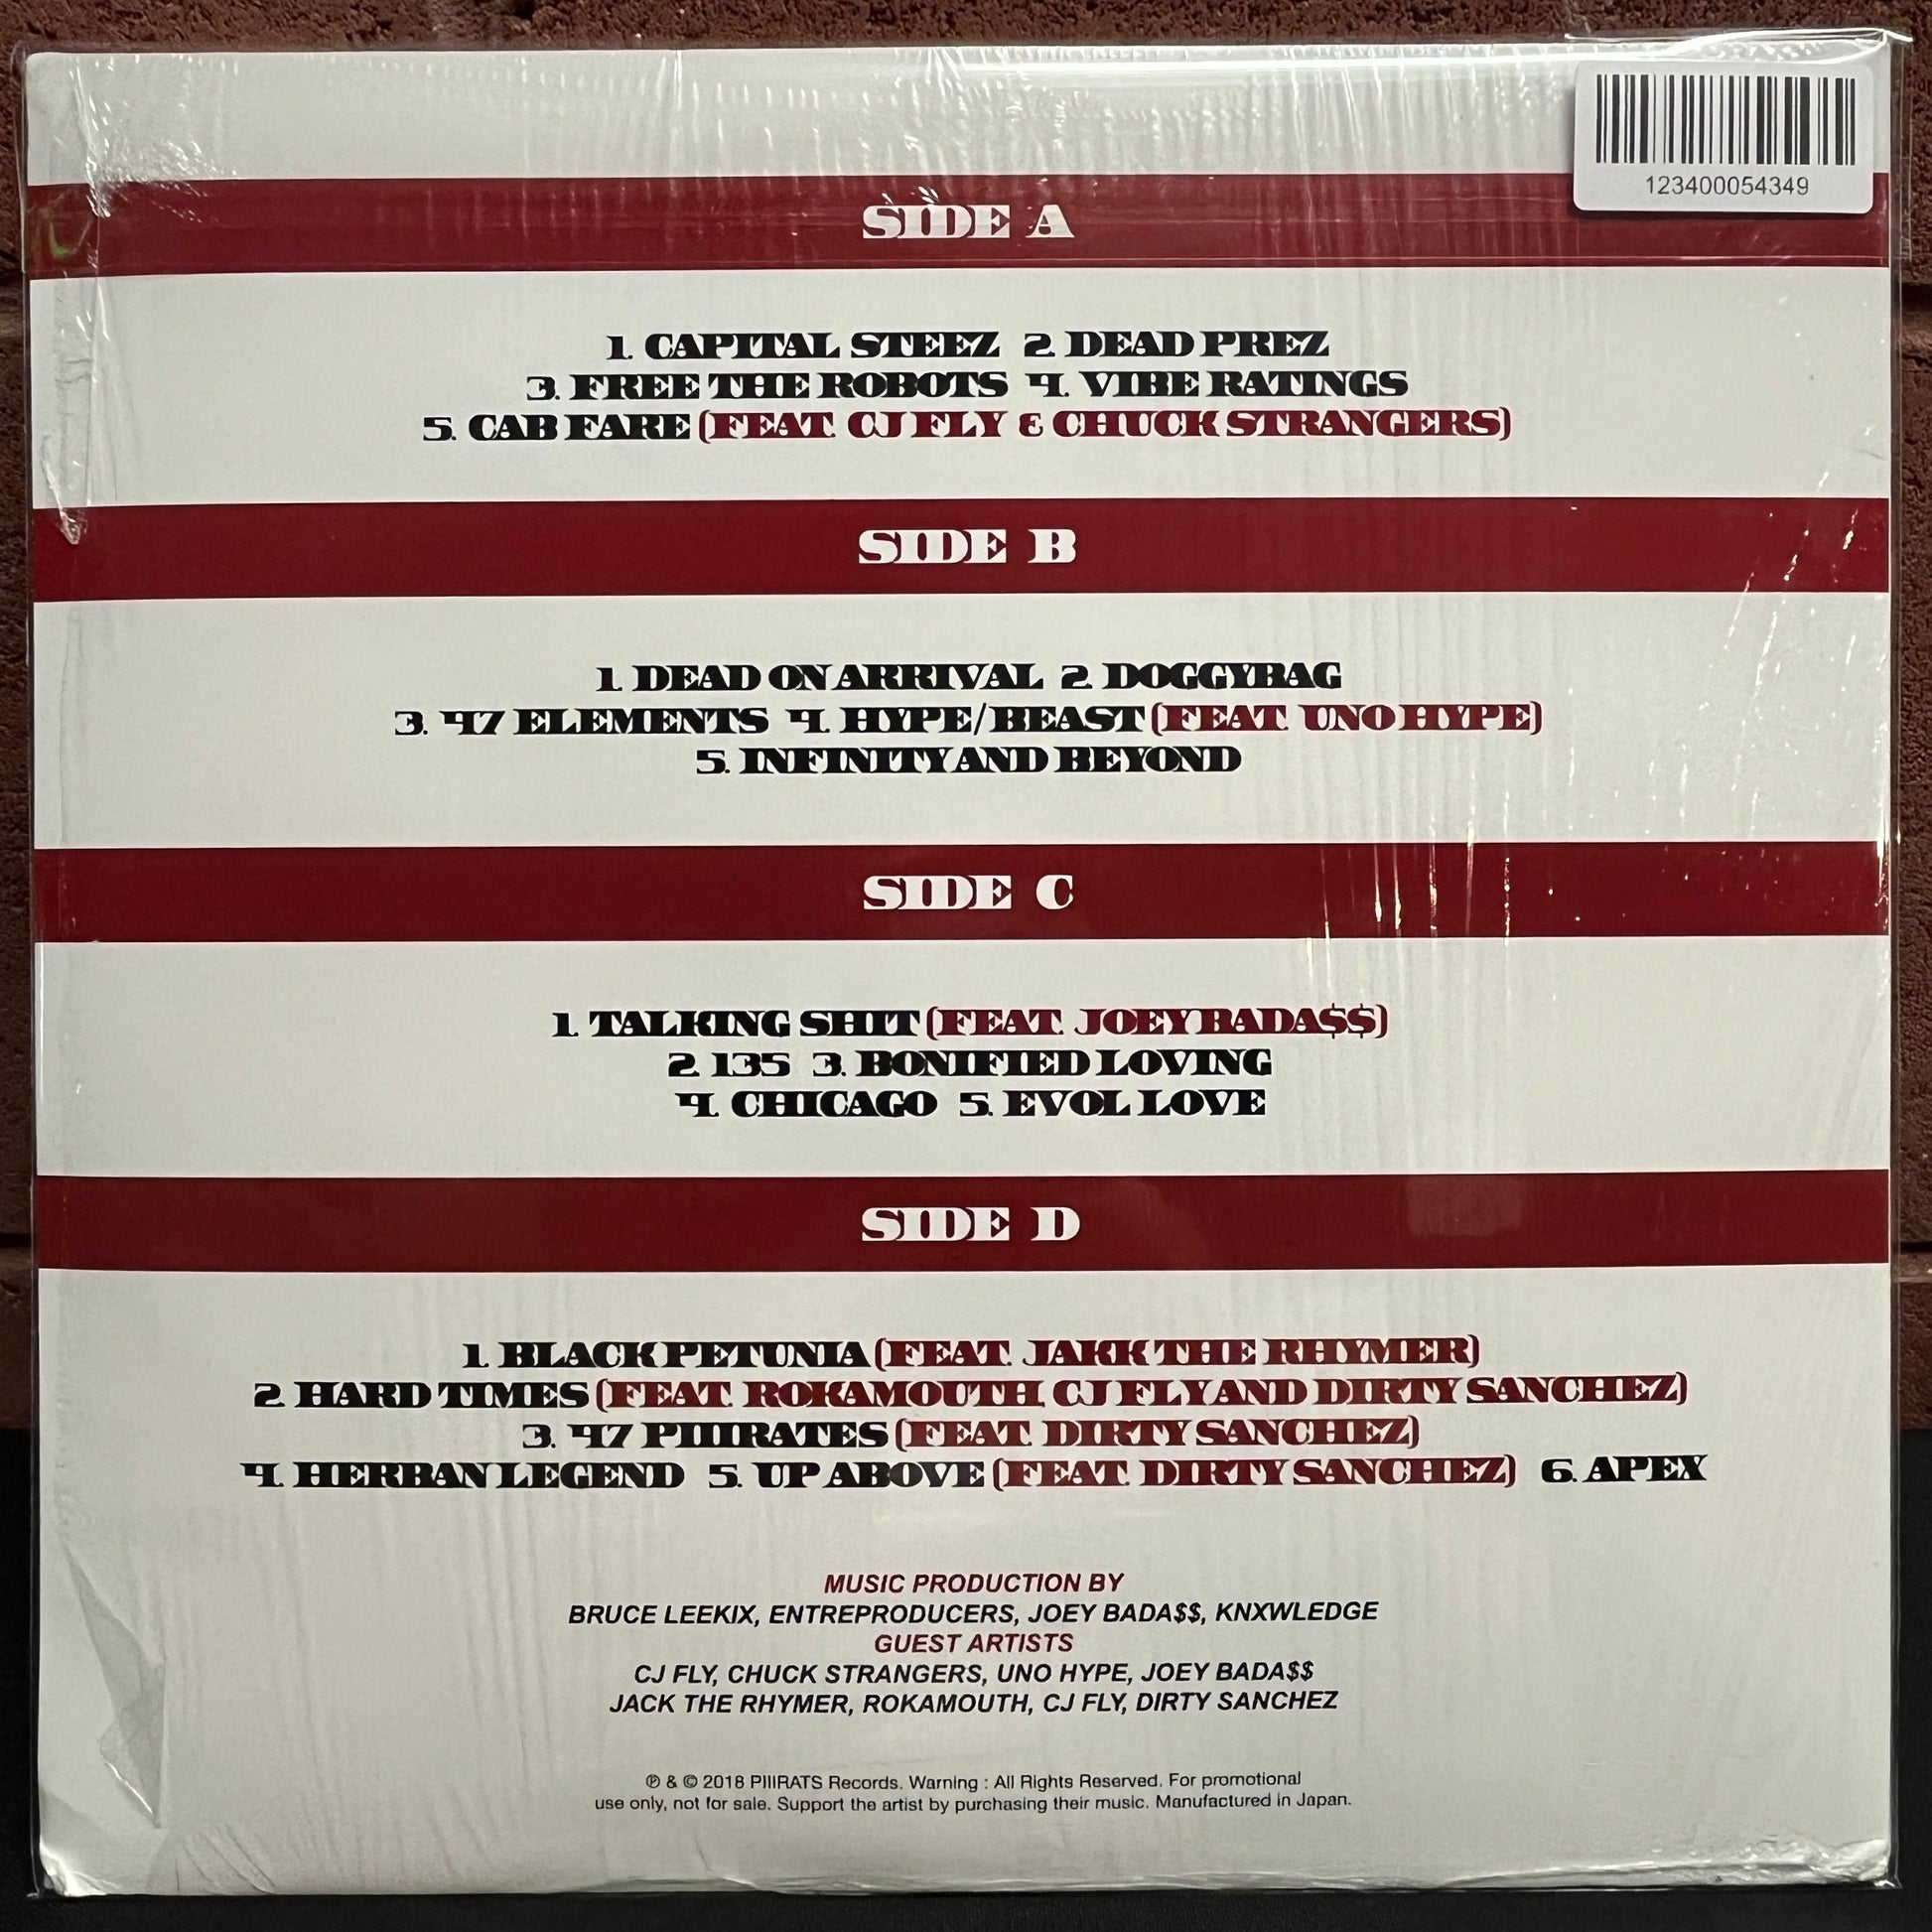 123400054349
SIDE A
1. CAPITAL STEEZ 2. DEAD PREZ
3. FREE THE ROBOTS 4. VIBE RATINGS
5. CAB FARE (FEAT. CJ FLY & CHUCK STRANGERS)
SIDE B
1. DEAD ON ARRIVAL 2. DOGGYBAG
3. 47 ELEMENTS 4. HYPE/BEAST (FEAT. UNO HYPE)
5. INFINITY AND BEYOND
SIDE C
1. TALKING SHIT (FEAT. JOEY BADA$$)
2. 135 3. BONIFIED LOVING
4. CHICAGO 5. EVOL LOVE
SIDE D
1. BLACK PETUNIA (FEAT. JAKK THE RHYMER)
2. HARD TIMES (FEAT. ROKAMOUTH, CJ FLY AND DIRTY SANCHEZ)
3. 47 PIIIRATES (FEAT. DIRTY SANCHEZ)
4. HERBAN LEGEND 5. UP ABOVE (FEAT. DIRTY SANCHEZ) 6. APEX
MUSIC PRODUCTION BY
BRUCE LEEKIX, ENTREPRODUCERS, JOEY BADA$$, KNXWLEDGE
GUEST ARTISTS
CJ FLY, CHUCK STRANGERS, UNO HYPE, JOEY BADA$$
JACK THE RHYMER, ROKAMOUTH, CJ FLY, DIRTY SANCHEZ
℗ & © 2018 PIIIRATS Records. Warning : All Rights Reserved. For promotional
use only, not for sale. Support the artist by purchasing their music. Manufactured in Japan.